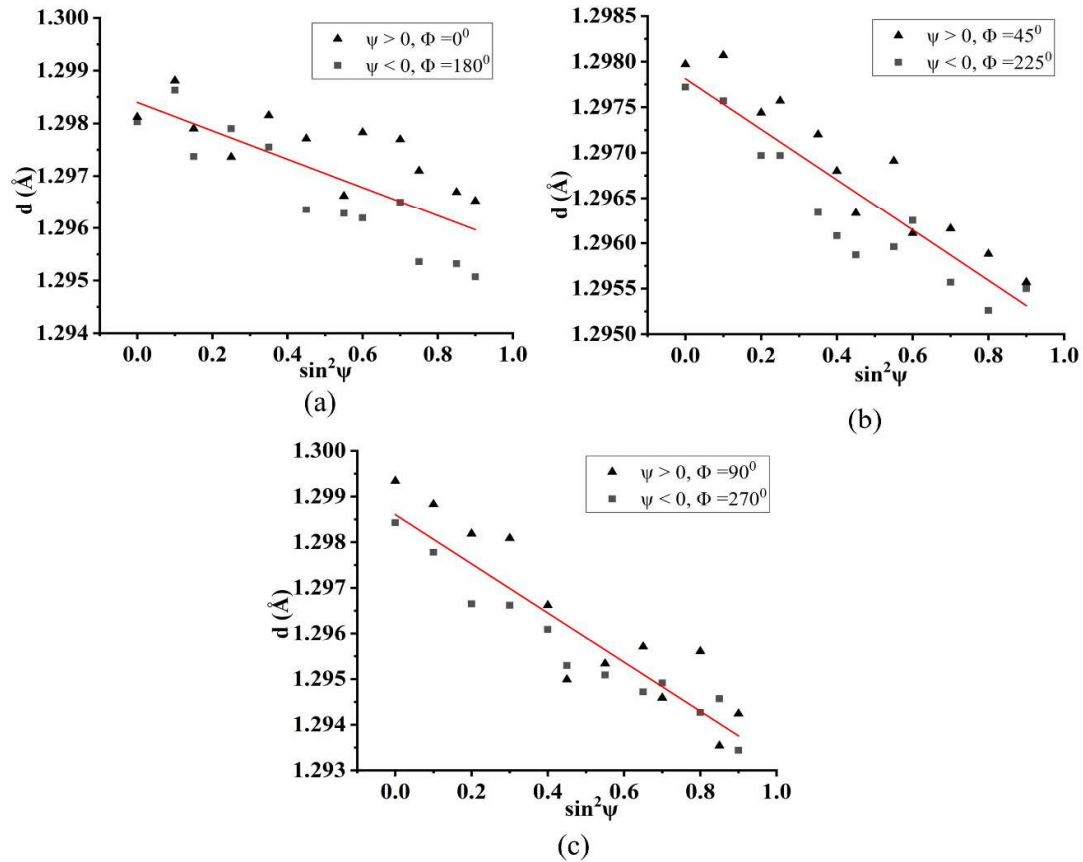 1.300
1.299
1.298
1.297
1.296
1.295
1.294
d (Å)
ψ > 0, Φ =0⁰
ψ < 0, Φ =180⁰
0.0 0.2 0.4 0.6 0.8 1.0
sin²ψ
(a)
1.2985
1.2980
1.2975
1.2970
1.2965
1.2960
1.2955
1.2950
d (Å)
ψ > 0, Φ =45⁰
ψ < 0, Φ =225⁰
0.0 0.2 0.4 0.6 0.8 1.0
sin²ψ
(b)
1.300
1.299
1.298
1.297
1.296
1.295
1.294
1.293
d (Å)
ψ > 0, Φ =90⁰
ψ < 0, Φ =270⁰
0.0 0.2 0.4 0.6 0.8 1.0
sin²ψ
(c)